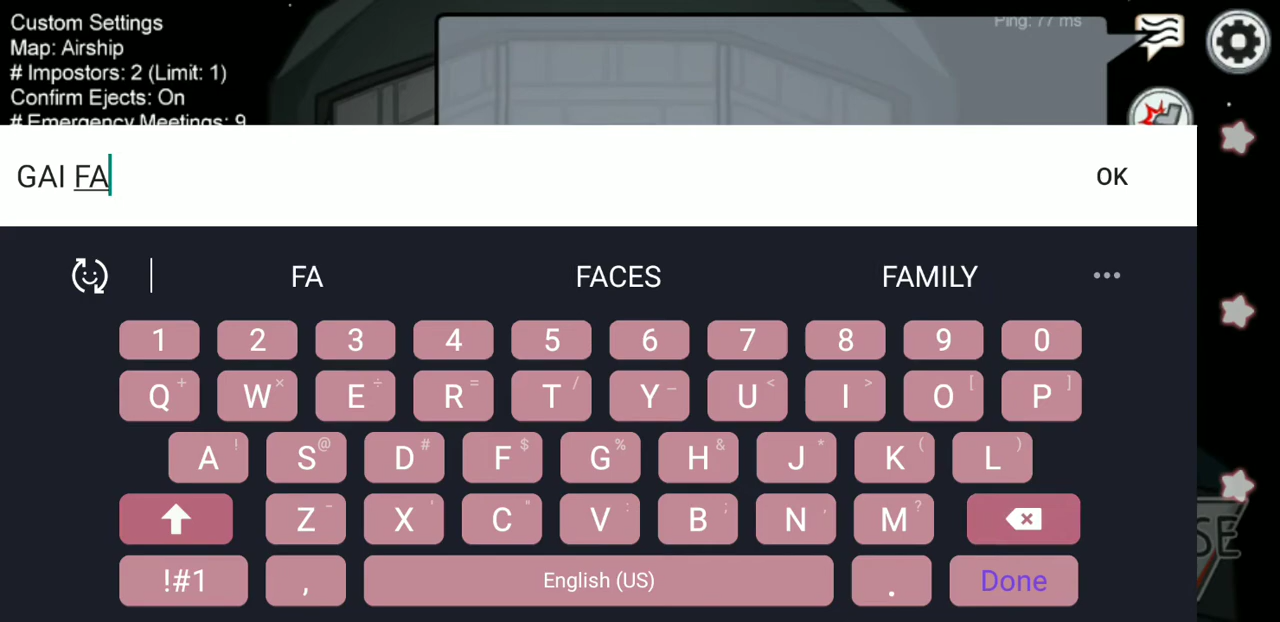 Custom Settings
Map: Airship
# Impostors: 2 (Limit: 1)
Confirm Ejects: On
# Emergency Meetings: 9
Ping: 77 ms
GAI FA
OK
FA FACES FAMILY •••
1 2 3 4 5 6 7 8 9 0
Q + W × E ÷ R = T / Y _ U < I > O [ P ]
A ! S @ D # F $ G % H & J * K ( L )
Z - X ' C " V : B ; N , M ?
!#1 , English (US) . Done
SE